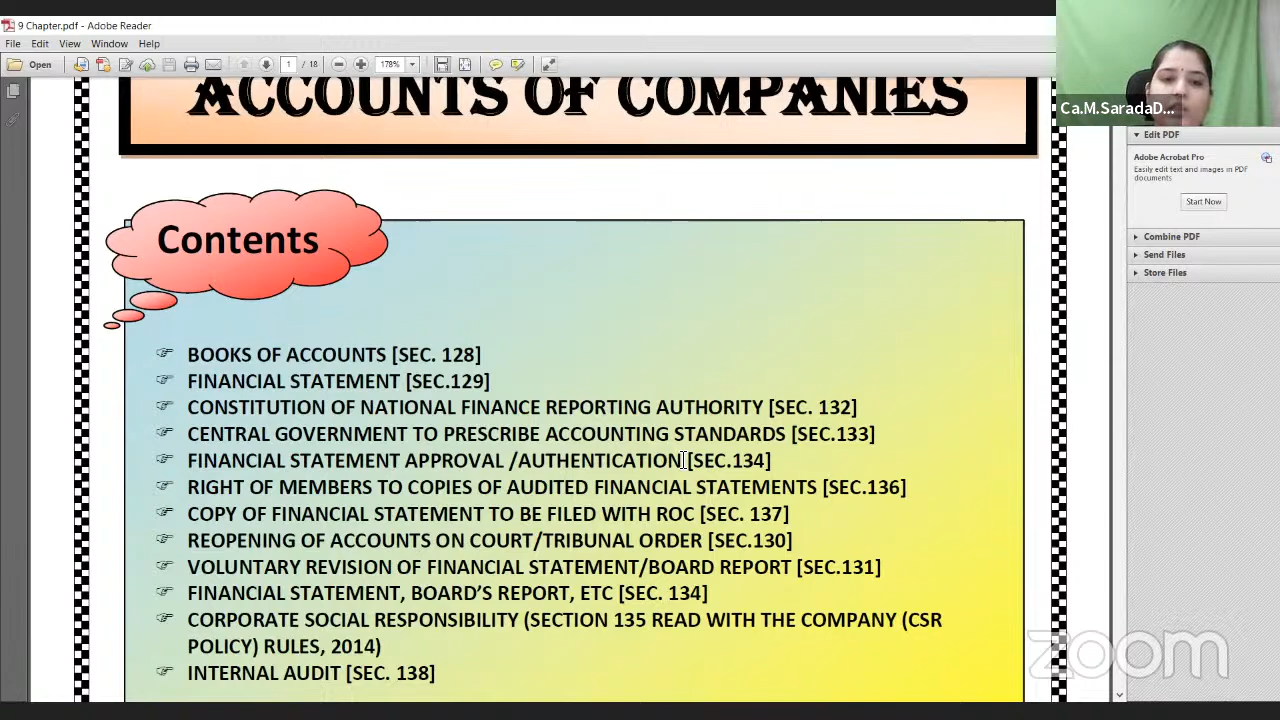 9 Chapter.pdf - Adobe Reader
File Edit View Window Help
Open 1 / 18 178%
ACCOUNTS OF COMPANIES
Ca.M.SaradaD...
Edit PDF
Adobe Acrobat Pro
Easily edit text and images in PDF
documents
Start Now
Combine PDF
Send Files
Store Files
Contents
BOOKS OF ACCOUNTS [SEC. 128]
FINANCIAL STATEMENT [SEC.129]
CONSTITUTION OF NATIONAL FINANCE REPORTING AUTHORITY [SEC. 132]
CENTRAL GOVERNMENT TO PRESCRIBE ACCOUNTING STANDARDS [SEC.133]
FINANCIAL STATEMENT APPROVAL /AUTHENTICATION [SEC.134]
RIGHT OF MEMBERS TO COPIES OF AUDITED FINANCIAL STATEMENTS [SEC.136]
COPY OF FINANCIAL STATEMENT TO BE FILED WITH ROC [SEC. 137]
REOPENING OF ACCOUNTS ON COURT/TRIBUNAL ORDER [SEC.130]
VOLUNTARY REVISION OF FINANCIAL STATEMENT/BOARD REPORT [SEC.131]
FINANCIAL STATEMENT, BOARD’S REPORT, ETC [SEC. 134]
CORPORATE SOCIAL RESPONSIBILITY (SECTION 135 READ WITH THE COMPANY (CSR
POLICY) RULES, 2014)
INTERNAL AUDIT [SEC. 138]
zoom